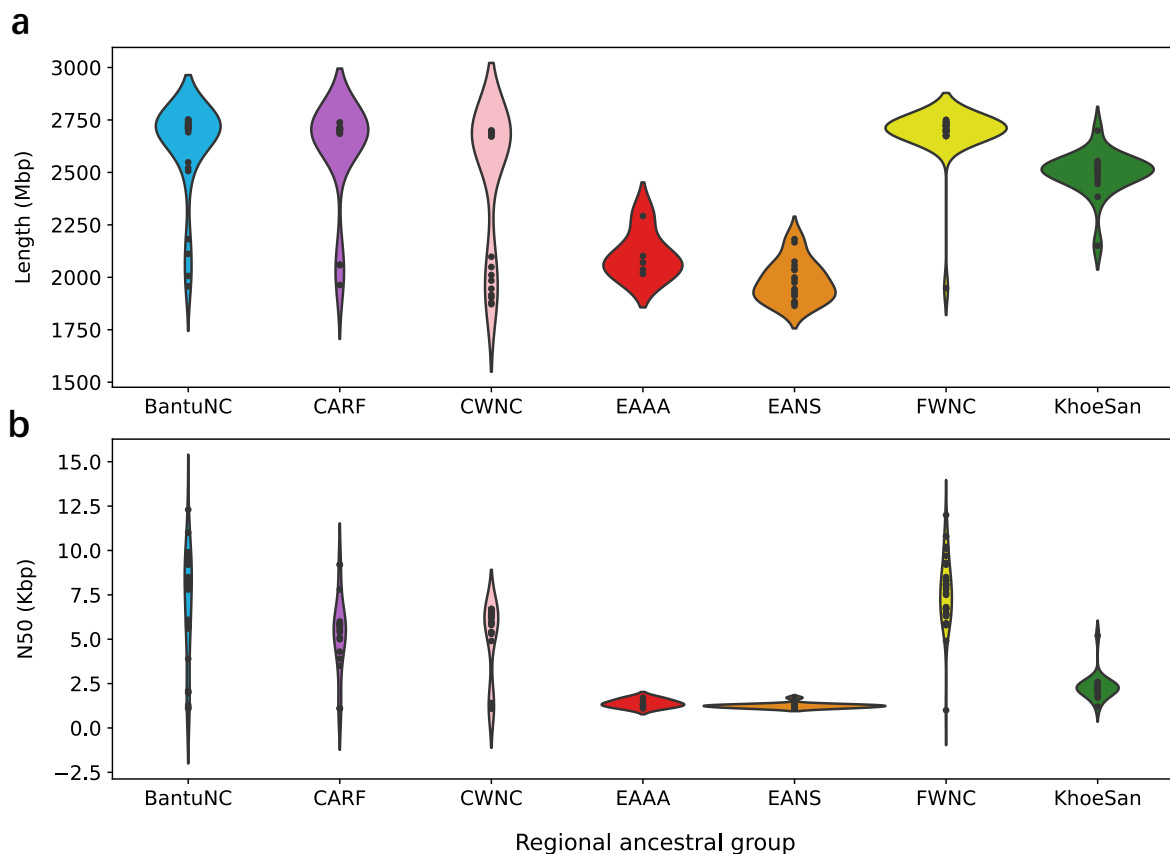 a
3000
2750
2500
2250
2000
1750
1500
Length (Mbp)
BantuNC CARF CWNC EAAA EANS FWNC KhoeSan
b
15.0
12.5
10.0
7.5
5.0
2.5
0.0
−2.5
N50 (Kbp)
BantuNC CARF CWNC EAAA EANS FWNC KhoeSan
Regional ancestral group